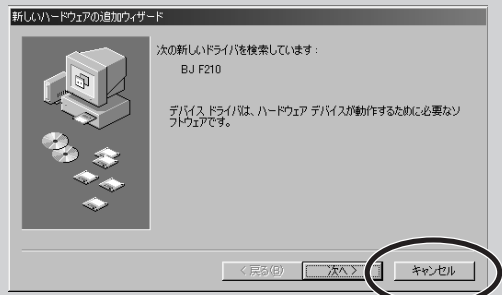 新しいハードウェアの追加ウィザード
次の新しいドライバを検索しています：
BJ F210
デバイス ドライバは、ハードウェア デバイスが動作するために必要なソ
フトウェアです。
< 戻る(B)
次へ >
キャンセル